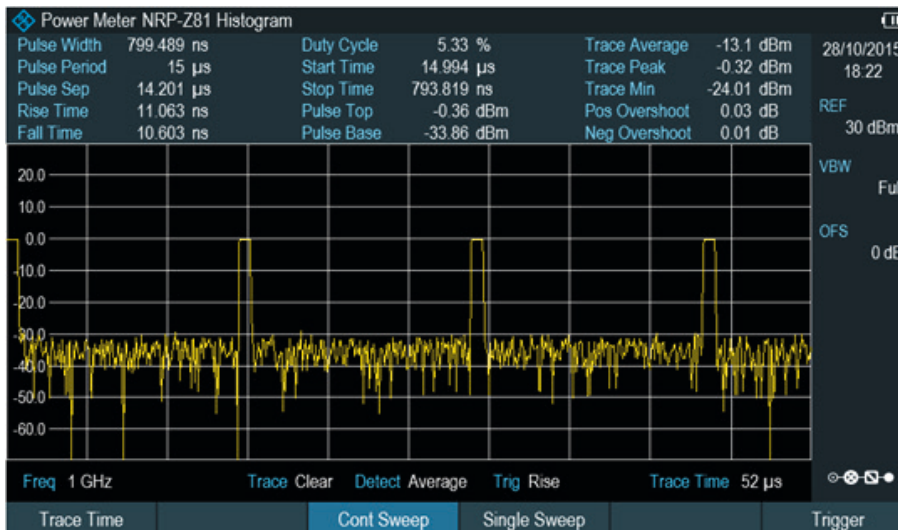 Power Meter NRP-Z81 Histogram
Pulse Width 799.489 ns Duty Cycle 5.33 % Trace Average -13.1 dBm
Pulse Period 15 µs Start Time 14.994 µs Trace Peak -0.32 dBm
Pulse Sep 14.201 µs Stop Time 793.819 ns Trace Min -24.01 dBm
Rise Time 11.063 ns Pulse Top -0.36 dBm Pos Overshoot 0.03 dB
Fall Time 10.603 ns Pulse Base -33.86 dBm Neg Overshoot 0.01 dB
28/10/2015
18:22
REF
30 dBm
VBW
Ful
OFS
0 dB
20.0
10.0
0.0
-10.0
-20.0
-30.0
-40.0
-50.0
-60.0
Freq 1 GHz Trace Clear Detect Average Trig Rise Trace Time 52 µs
Trace Time Cont Sweep Single Sweep Trigger